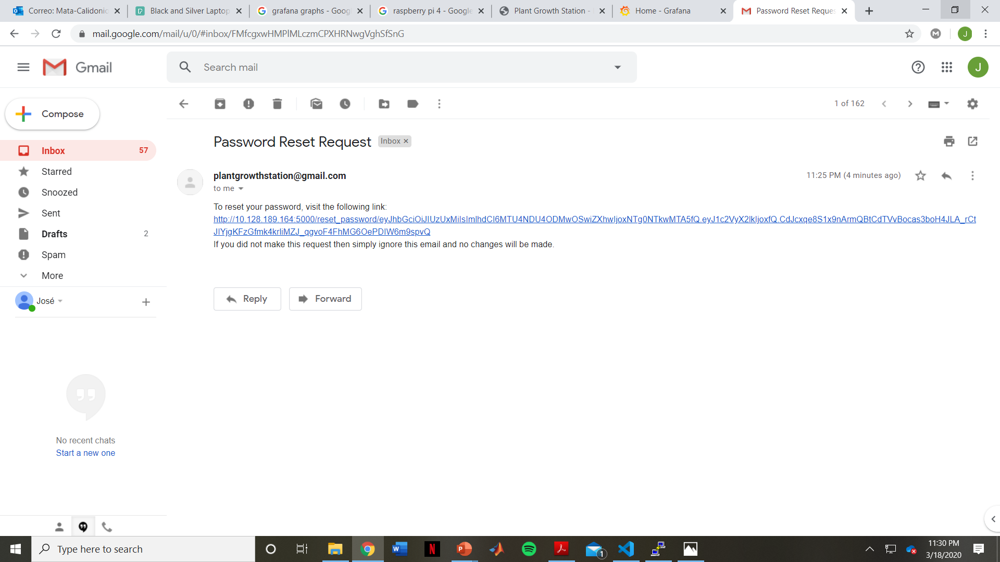 Correo: Mata-Calidonio
Black and Silver Laptop
grafana graphs - Goog
raspberry pi 4 - Google
Plant Growth Station -
Home - Grafana
Password Reset Reques
mail.google.com/mail/u/0/#inbox/FMfcgxwHMPlMLczmCPXHRNwgVghSfSnG
M
J
Gmail
Search mail
J
Compose
1 of 162
Inbox 57
Starred
Snoozed
Sent
Drafts 2
Spam
More
José
No recent chats
Start a new one
Password Reset Request Inbox
plantgrowthstation@gmail.com
11:25 PM (4 minutes ago)
to me
To reset your password, visit the following link:
http://10.128.189.164:5000/reset_password/eyJhbGciOiJIUzUxMiIsImlhdCI6MTU4NDU4ODMwOSwiZXhwIjoxNTg0NTkwMTA5fQ.eyJ1c2VyX2lkIjoxfQ.CdJcxqe8S1x9nArmQBtCdTVvBocas3boH4JLA_rCt
JIYjgKFzGfmk4krliMZJ_qgvoF4FhMG6OePDIW6m9spvQ
If you did not make this request then simply ignore this email and no changes will be made.
Reply
Forward
Type here to search
1
11:30 PM
3/18/2020